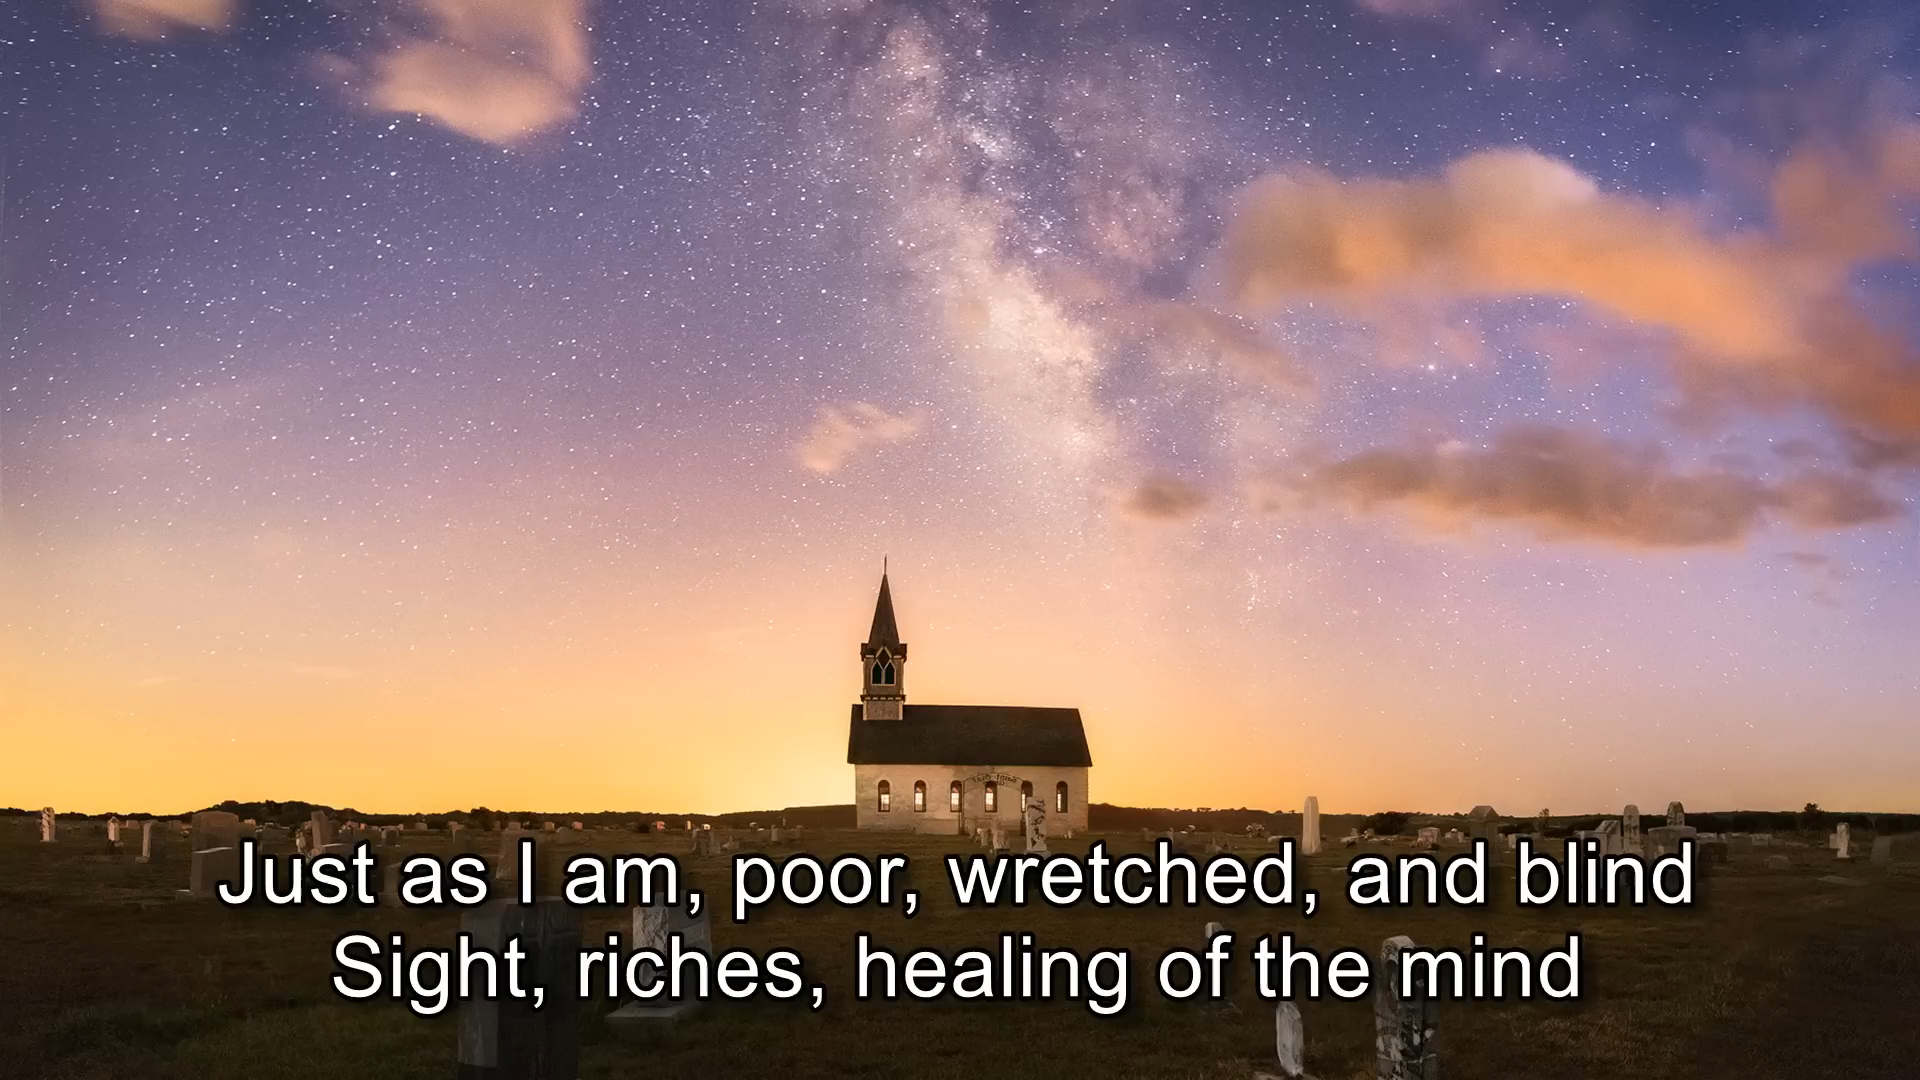 Just as I am, poor, wretched, and blind
Sight, riches, healing of the mind